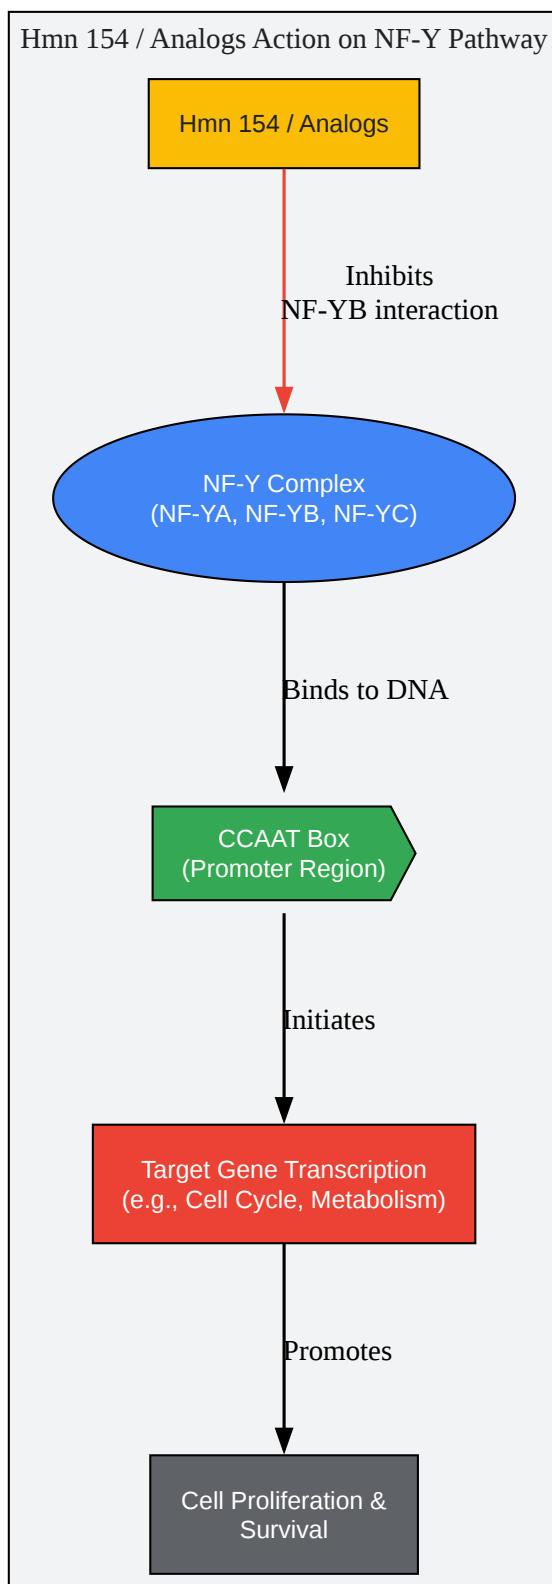 Hmn 154 / Analogs Action on NF-Y Pathway
Hmn 154 / Analogs
Inhibits
NF-YB interaction
NF-Y Complex
(NF-YA, NF-YB, NF-YC)
Binds to DNA
CCAAT Box
(Promoter Region)
Initiates
Target Gene Transcription
(e.g., Cell Cycle, Metabolism)
Promotes
Cell Proliferation &
Survival